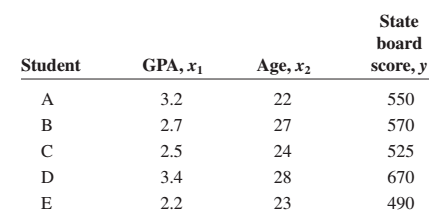 State
board
Student GPA, x₁ Age, x₂ score, y
A 3.2 22 550
B 2.7 27 570
C 2.5 24 525
D 3.4 28 670
E 2.2 23 490